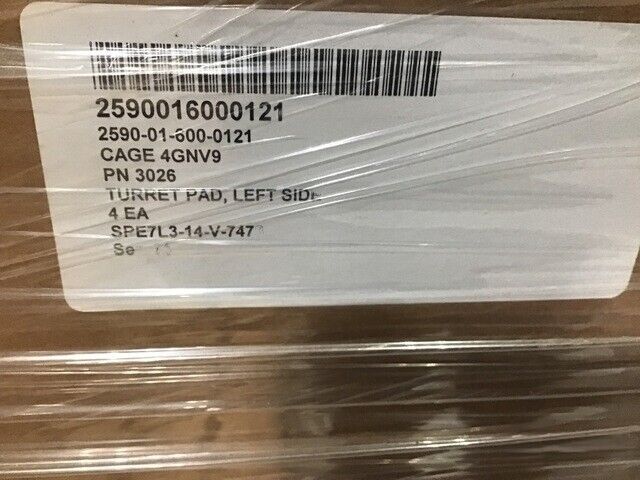 2590016000121
2590-01-600-0121
CAGE 4GNV9
PN 3026
TURRET PAD, LEFT SIDE
4 EA